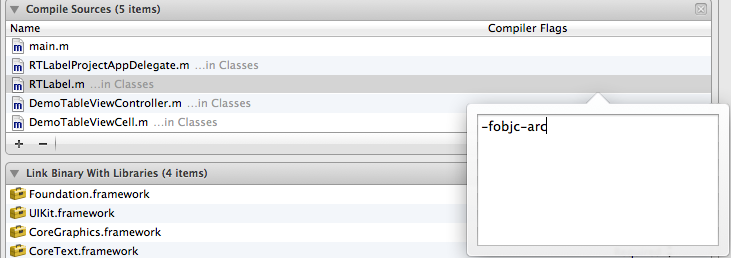 Compile Sources (5 items)
Name Compiler Flags
main.m
RTLabelProjectAppDelegate.m ...in Classes
RTLabel.m ...in Classes
DemoTableViewController.m ...in Classes
DemoTableViewCell.m ...in Classes
-fobjc-arc
Link Binary With Libraries (4 items)
Foundation.framework
UIKit.framework
CoreGraphics.framework
CoreText.framework